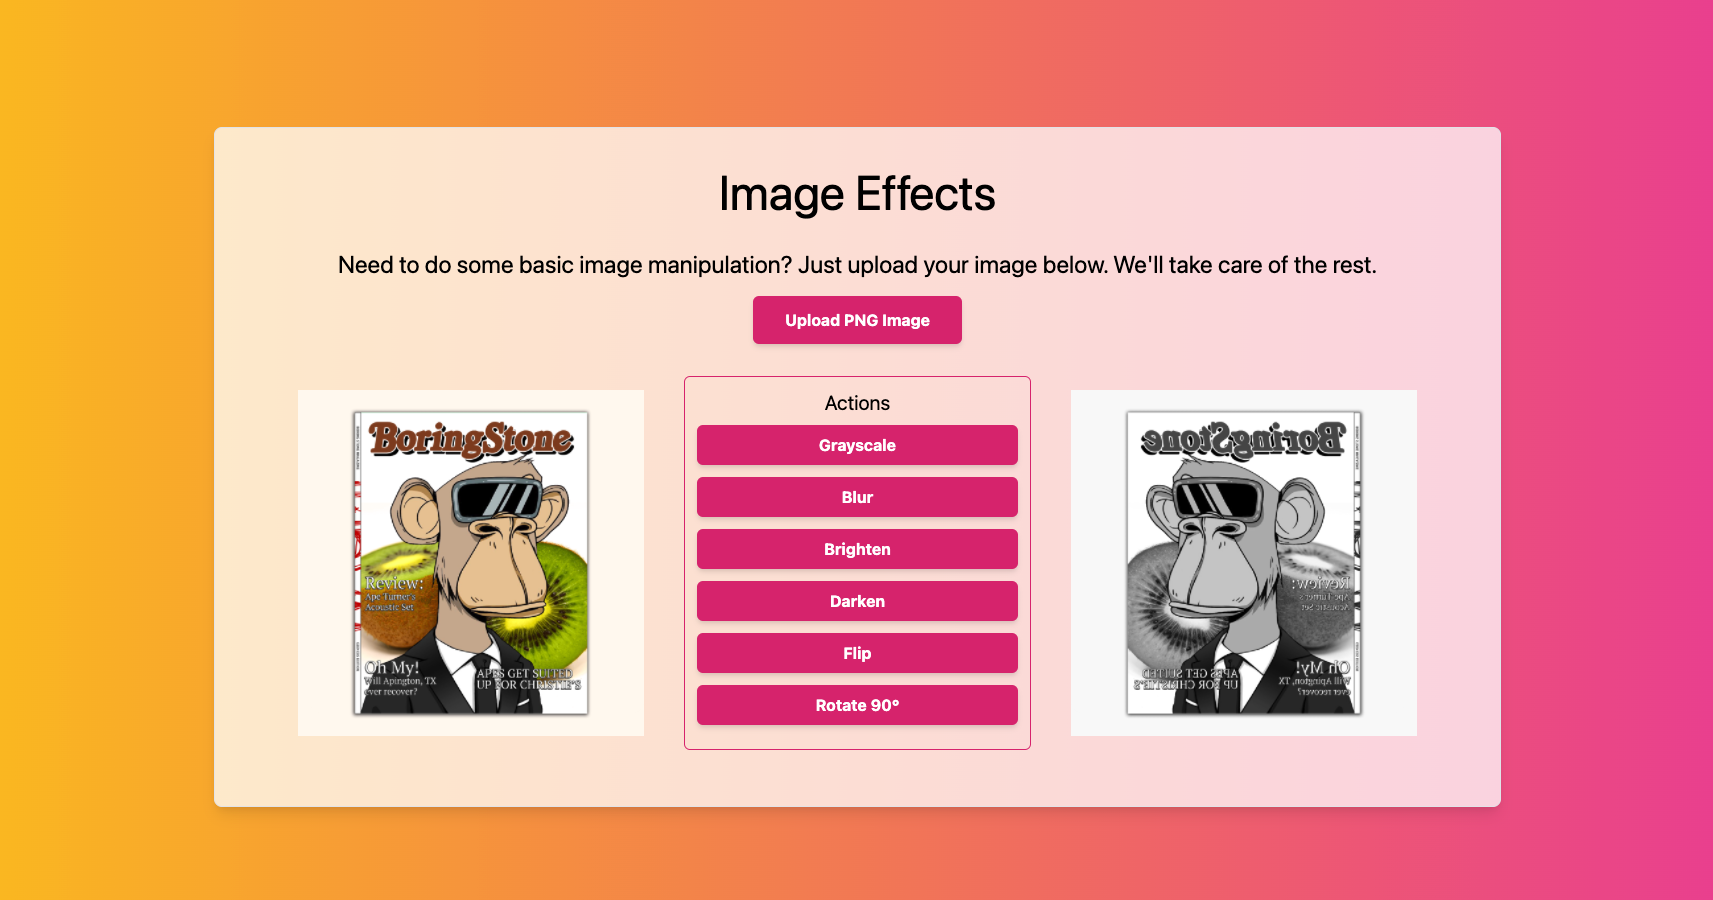 Image Effects
Need to do some basic image manipulation? Just upload your image below. We'll take care of the rest.
Upload PNG Image
BoringStone
Review:
Ape-Turner's
Acoustic Set
Oh My!
Will Apington, TX
ever recover?
APES GET SUITED
UP FOR CHRISTIE'S
Actions
Grayscale
Blur
Brighten
Darken
Flip
Rotate 90°
BoringStone
Review:
Ape-Turner's
Acoustic Set
Oh My!
Will Apington, TX
ever recover?
APES GET SUITED
UP FOR CHRISTIE'S